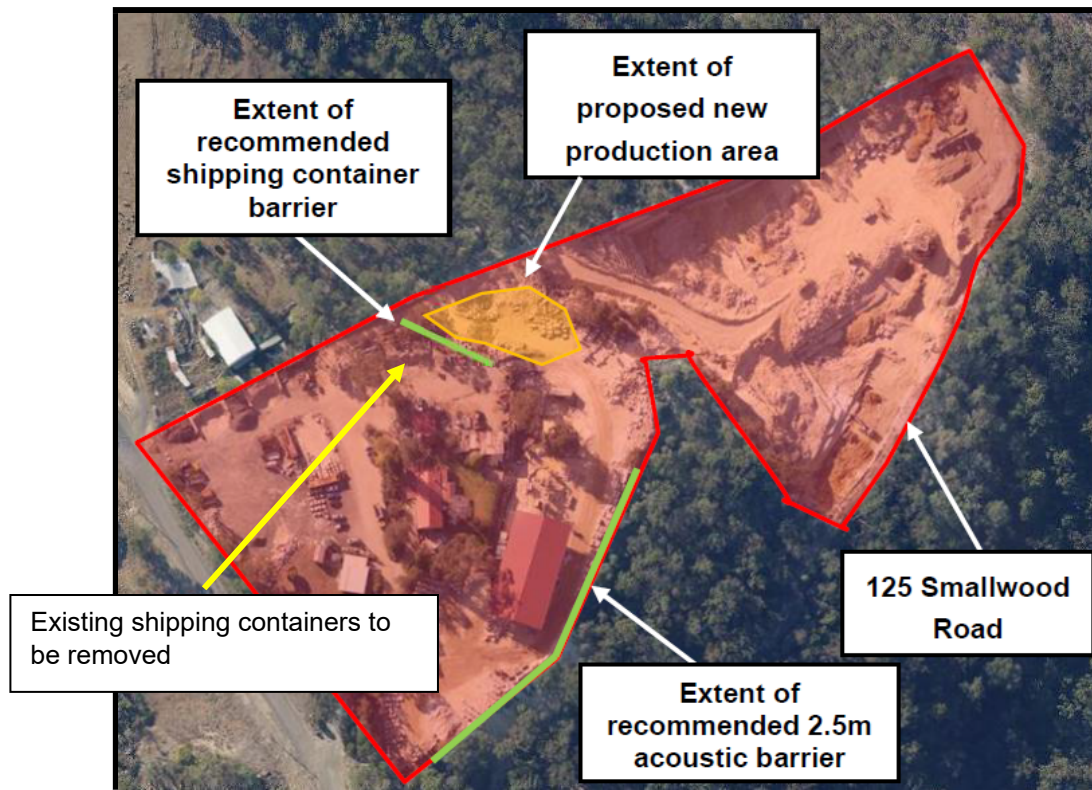 Extent of
recommended
shipping container
barrier
Extent of
proposed new
production area
Existing shipping containers to
be removed
125 Smallwood
Road
Extent of
recommended 2.5m
acoustic barrier